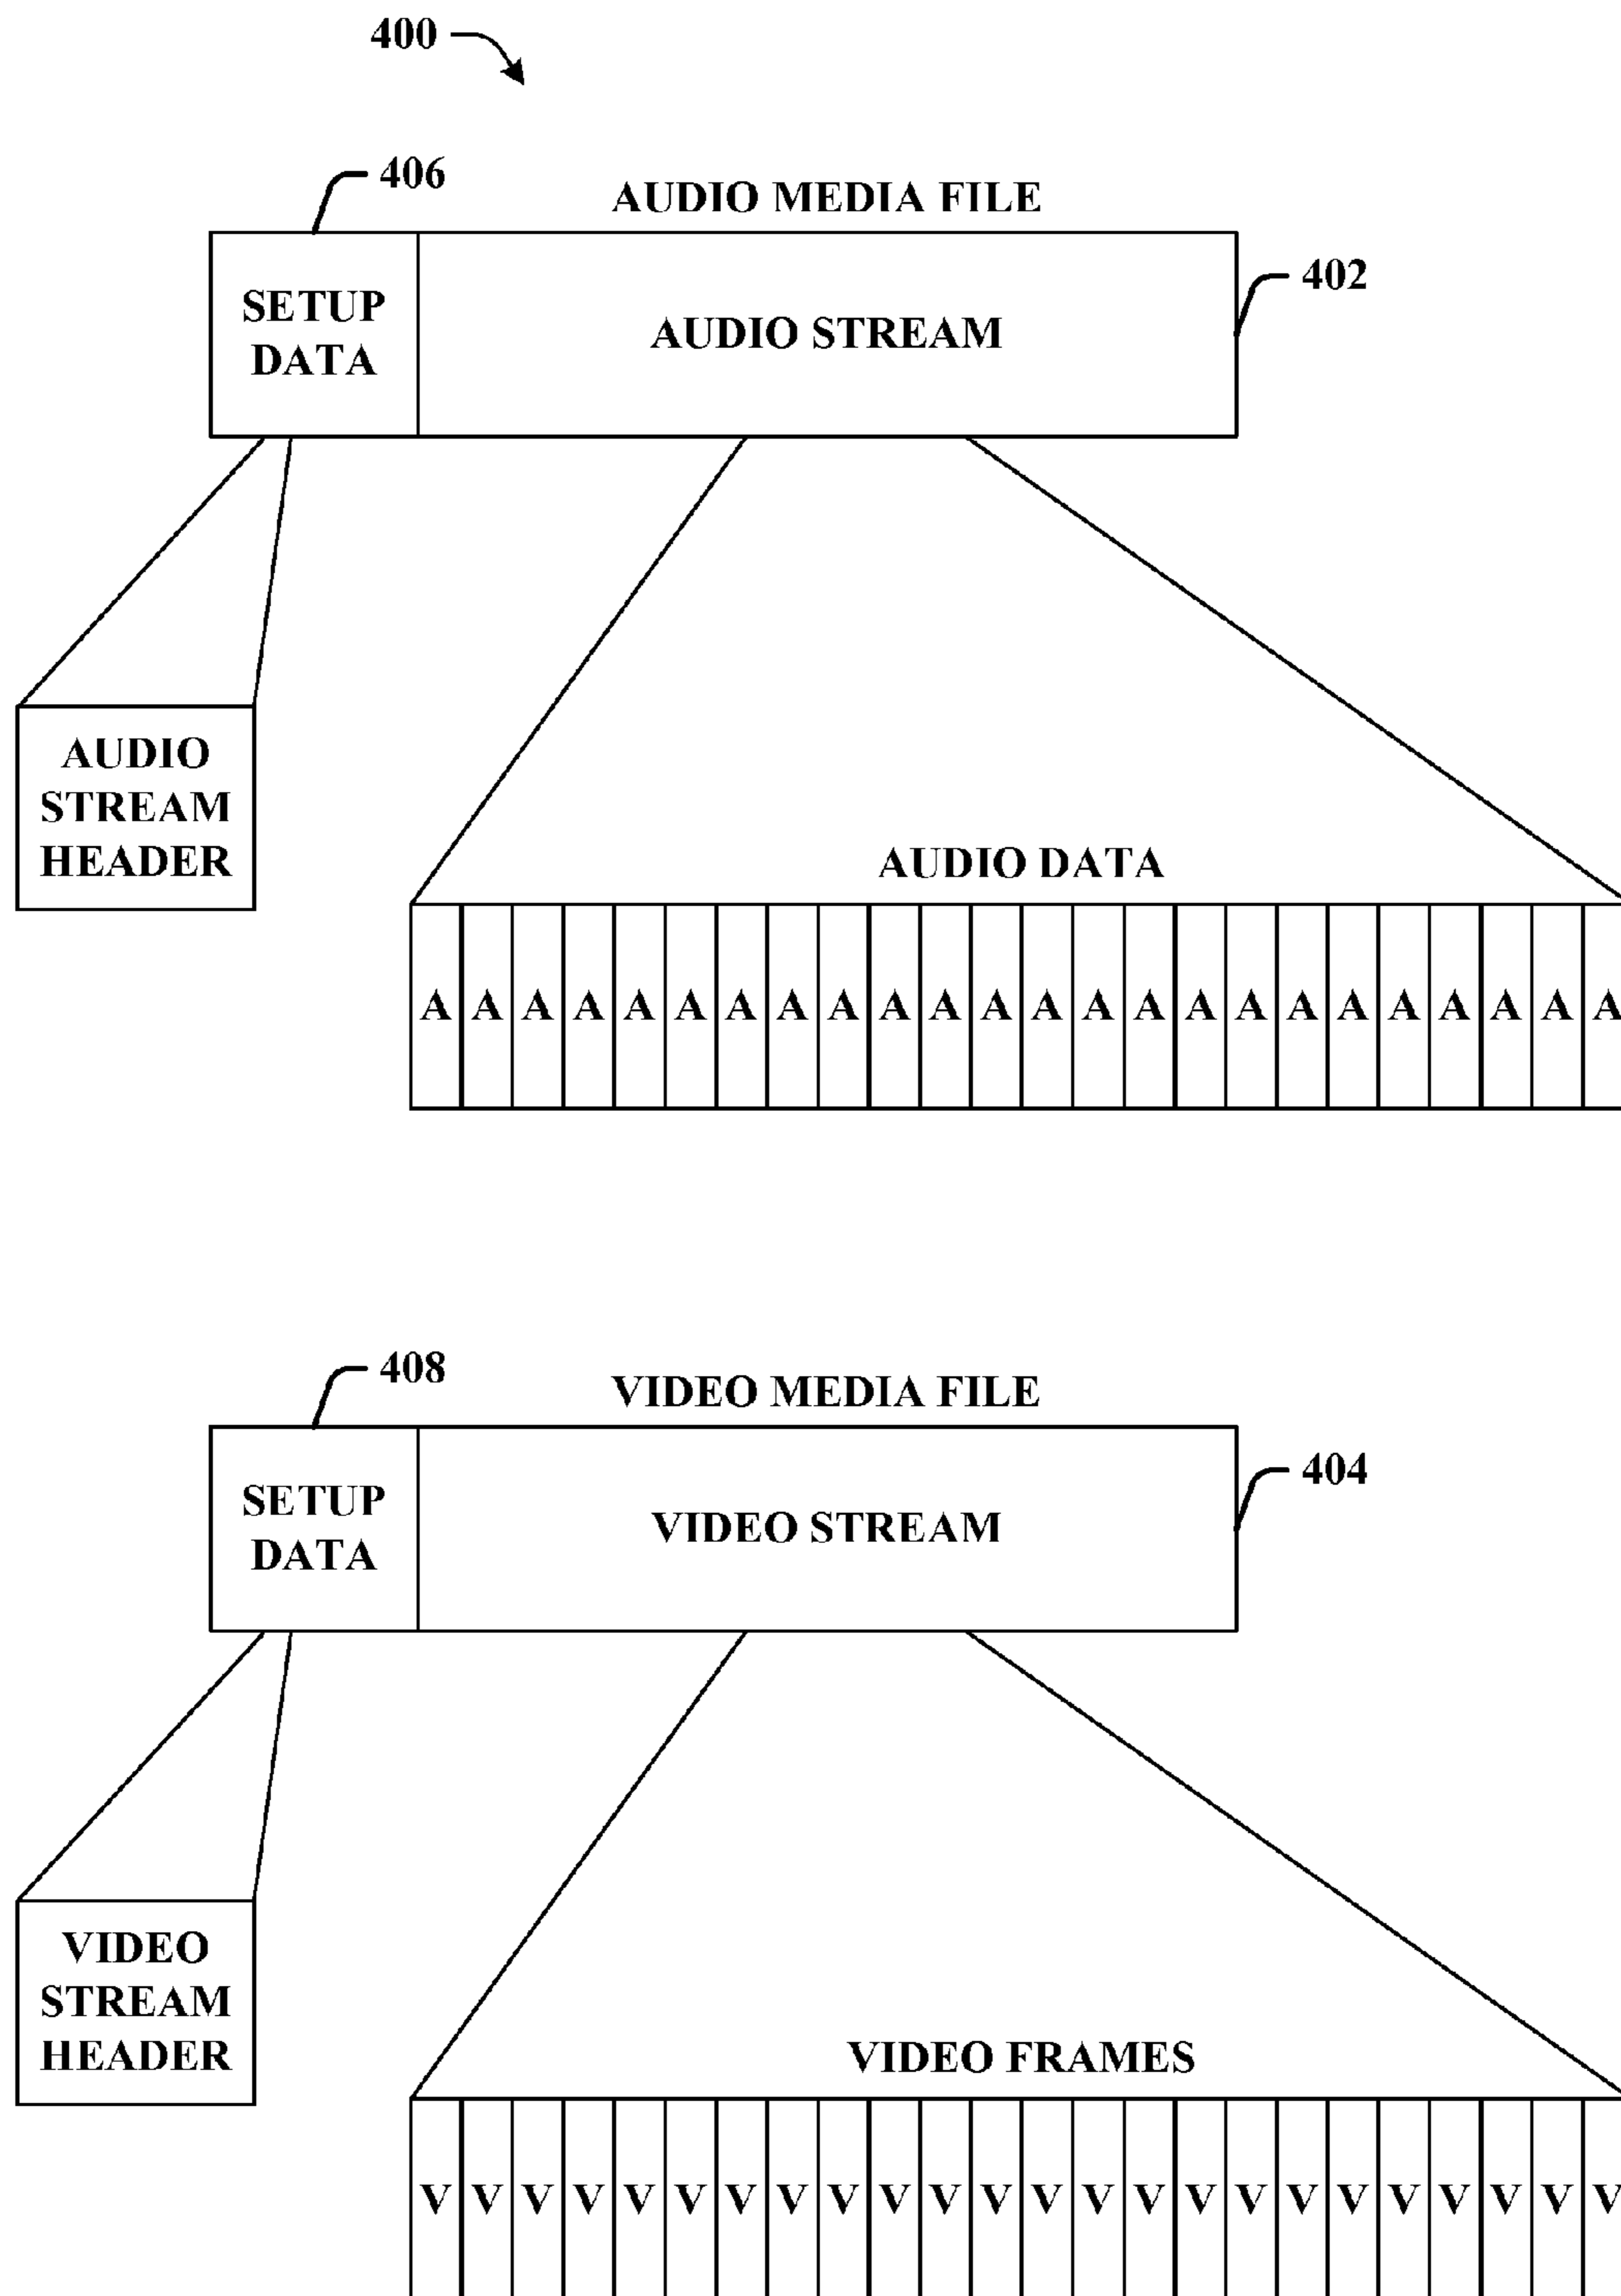 400
406
AUDIO MEDIA FILE
402
SETUP
DATA
AUDIO STREAM
AUDIO
STREAM
HEADER
AUDIO DATA
A A A A A A A A A A A A A A A A A A A A A A A A
408
VIDEO MEDIA FILE
404
SETUP
DATA
VIDEO STREAM
VIDEO
STREAM
HEADER
VIDEO FRAMES
V V V V V V V V V V V V V V V V V V V V V V V V